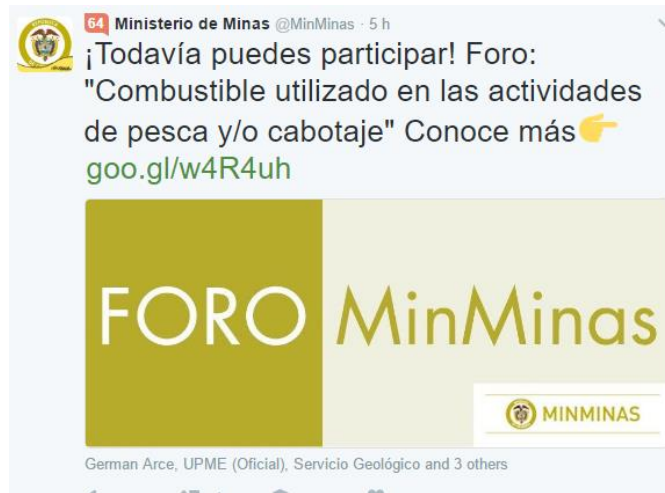 64 Ministerio de Minas @MinMinas · 5 h
¡Todavía puedes participar! Foro:
"Combustible utilizado en las actividades
de pesca y/o cabotaje" Conoce más👉
goo.gl/w4R4uh
FORO MinMinas
MINMINAS
German Arce, UPME (Oficial), Servicio Geológico and 3 others